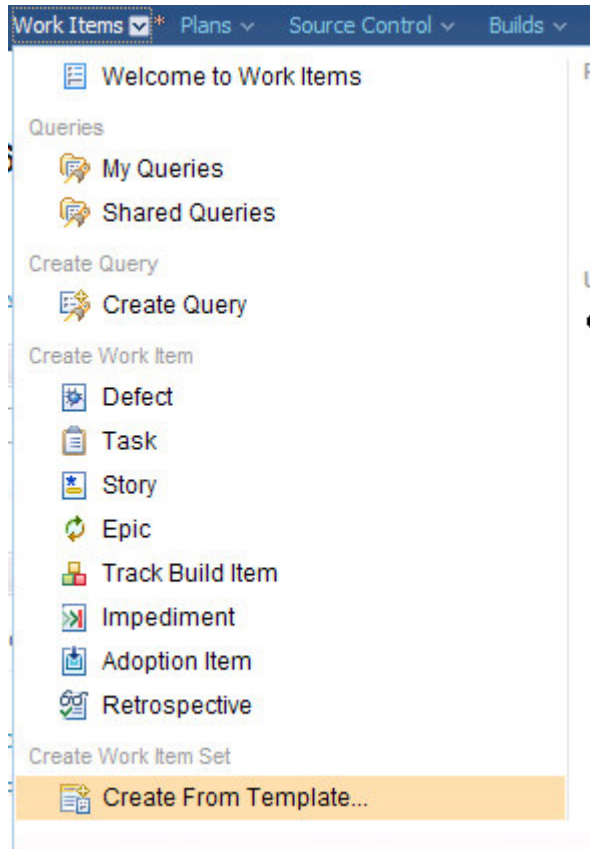 Work Items * Plans Source Control Builds
Welcome to Work Items
Queries
My Queries
Shared Queries
Create Query
Create Query
Create Work Item
Defect
Task
Story
Epic
Track Build Item
Impediment
Adoption Item
Retrospective
Create Work Item Set
Create From Template...